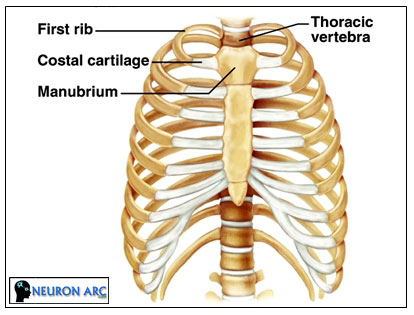 First rib
Costal cartilage
Manubrium
Thoracic
vertebra
NEURON ARC